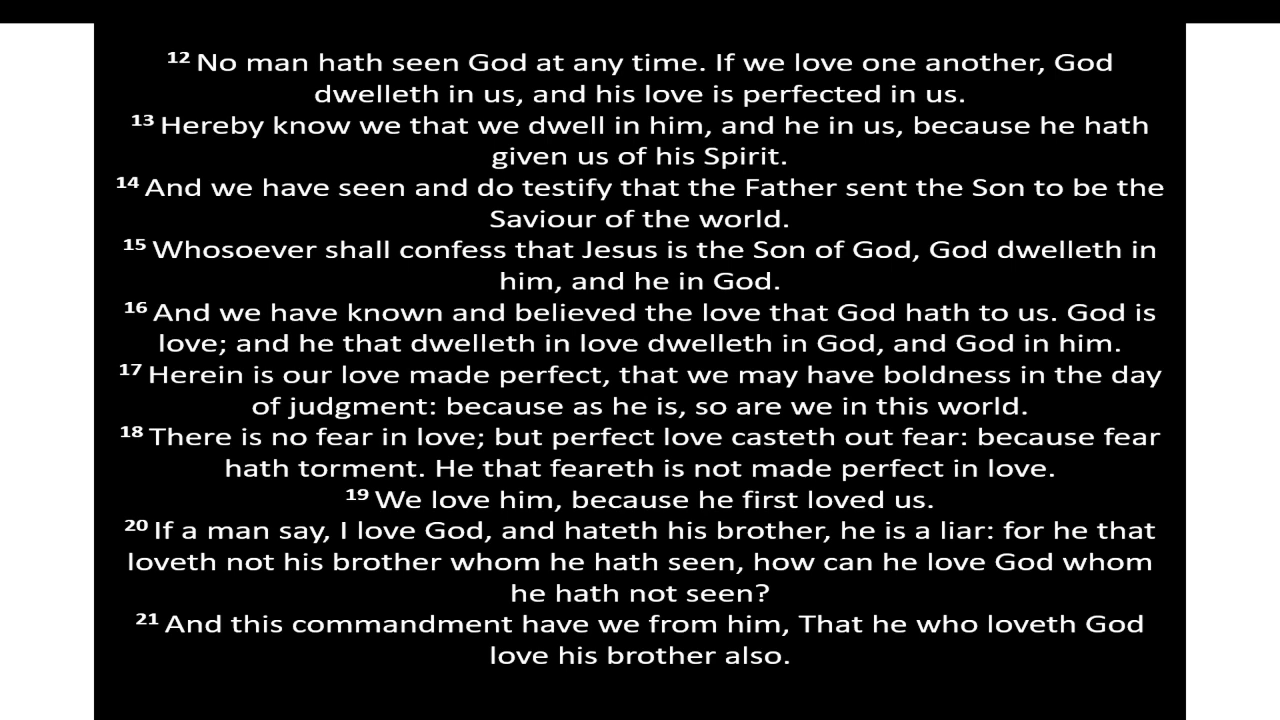 12 No man hath seen God at any time. If we love one another, God
dwelleth in us, and his love is perfected in us.
13 Hereby know we that we dwell in him, and he in us, because he hath
given us of his Spirit.
14 And we have seen and do testify that the Father sent the Son to be the
Saviour of the world.
15 Whosoever shall confess that Jesus is the Son of God, God dwelleth in
him, and he in God.
16 And we have known and believed the love that God hath to us. God is
love; and he that dwelleth in love dwelleth in God, and God in him.
17 Herein is our love made perfect, that we may have boldness in the day
of judgment: because as he is, so are we in this world.
18 There is no fear in love; but perfect love casteth out fear: because fear
hath torment. He that feareth is not made perfect in love.
19 We love him, because he first loved us.
20 If a man say, I love God, and hateth his brother, he is a liar: for he that
loveth not his brother whom he hath seen, how can he love God whom
he hath not seen?
21 And this commandment have we from him, That he who loveth God
love his brother also.